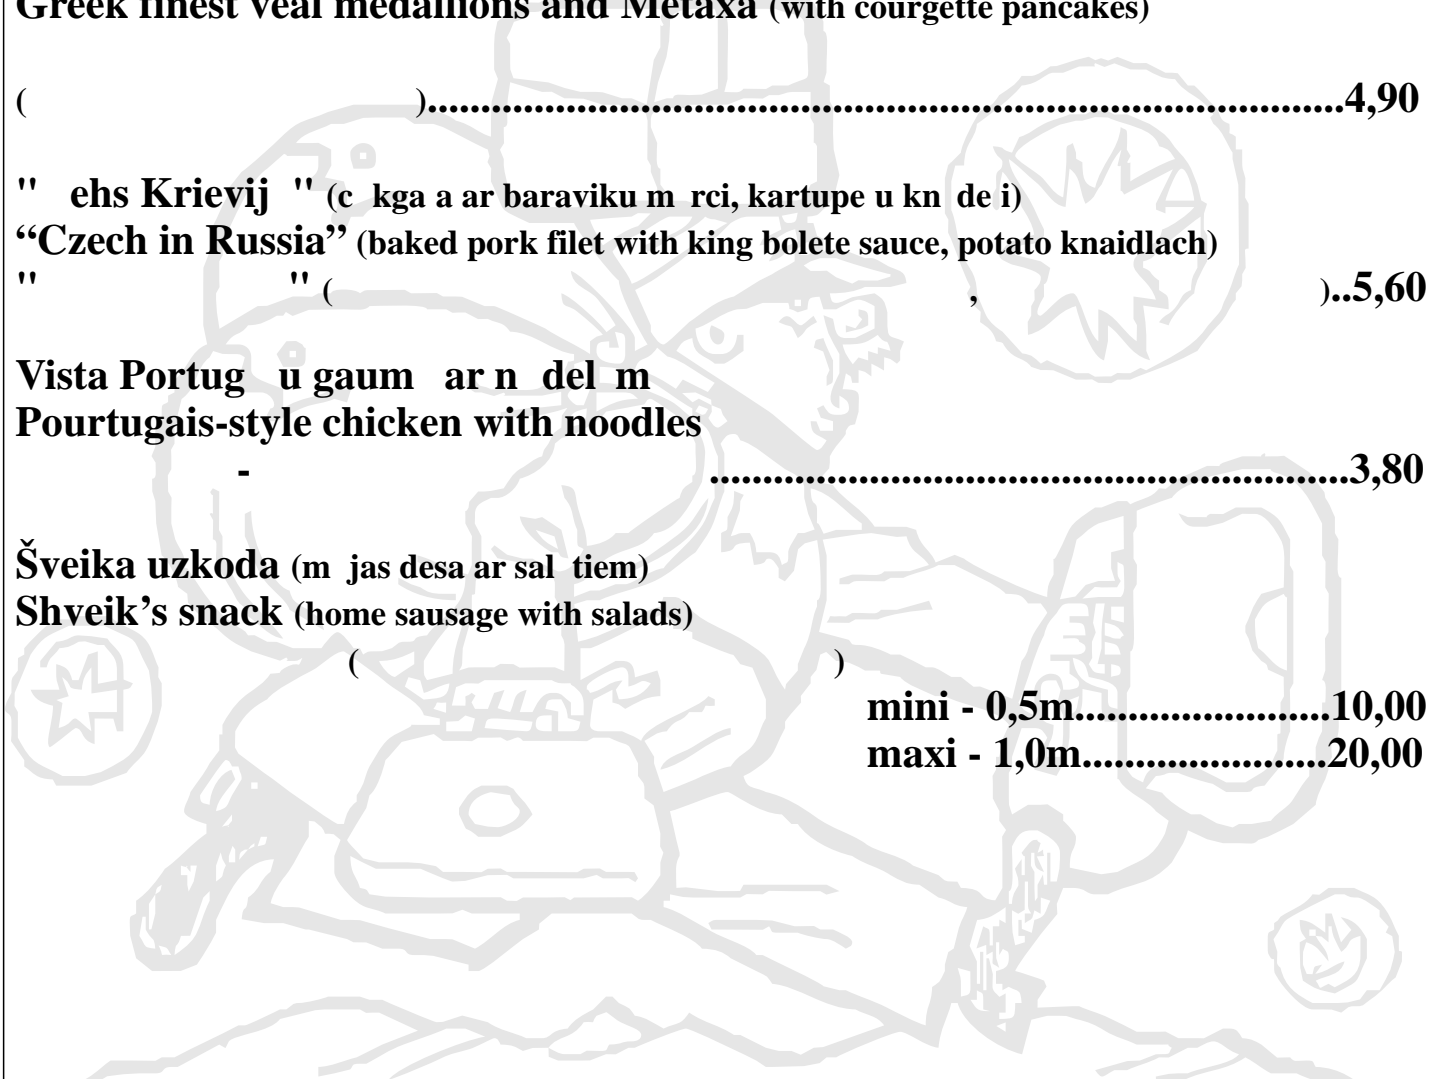 Greek finest veal medallions and Metaxa (with courgette pancakes)
( ).......................................................................................4,90
" ehs Krievij " (c kga a ar baraviku m rci, kartupe u kn de i)
“Czech in Russia” (baked pork filet with king bolete sauce, potato knaidlach)
" " ( , )..5,60
Vista Portug u gaum ar n del m
Pourtugais-style chicken with noodles
- .............................................................3,80
Šveika uzkoda (m jas desa ar sal tiem)
Shveik’s snack (home sausage with salads)
( )
mini - 0,5m........................10,00
maxi - 1,0m.......................20,00